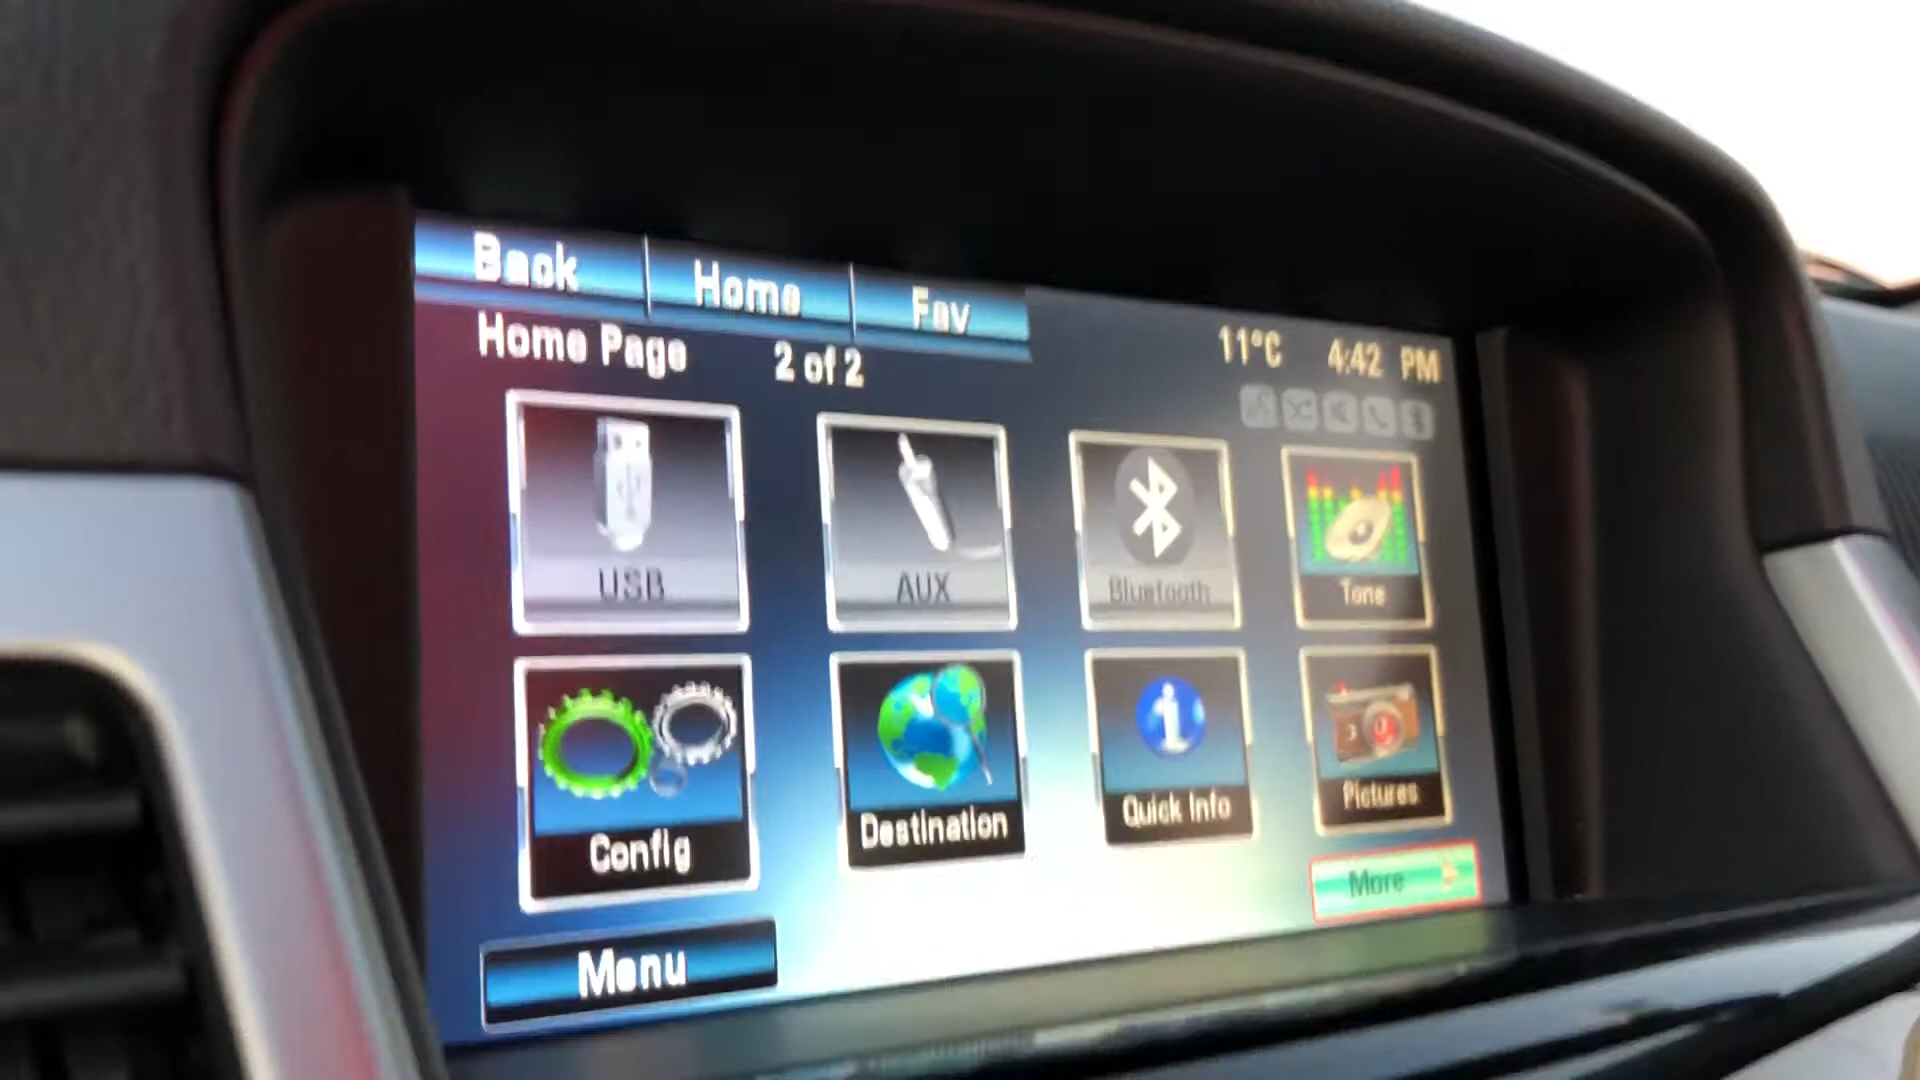 Back Home Fav
Home Page 2 of 2 11°C 4:42 PM
USB AUX Bluetooth Tone
Config Destination Quick Info Pictures
More
Menu